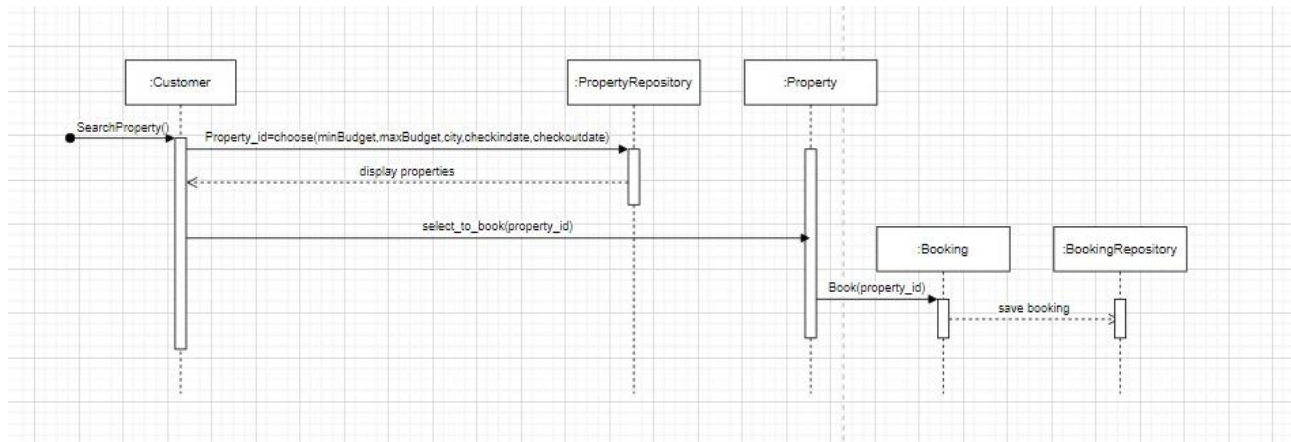 :Customer
:PropertyRepository
:Property
SearchProperty()
Property_id=choose(minBudget,maxBudget,city,checkindate,checkoutdate)
display properties
select_to_book(property_id)
:Booking
:BookingRepository
Book(property_id)
save booking